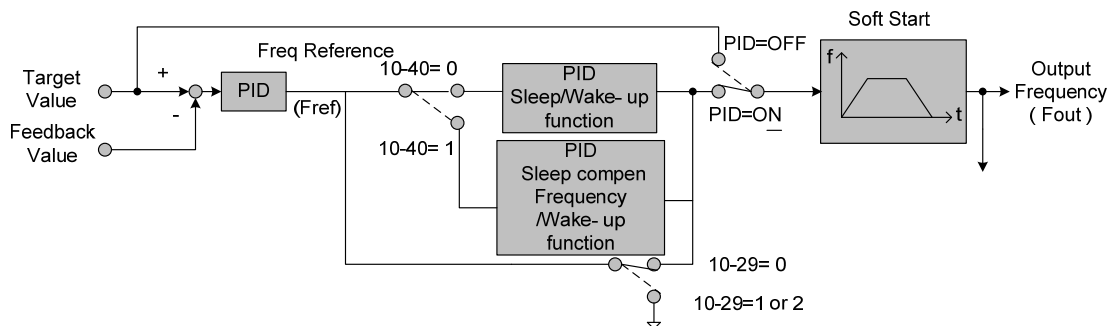 Soft Start
Freq Reference
PID=OFF
Target
Value
+
-
PID
(Fref)
10-40= 0
10-40= 1
PID
Sleep/Wake- up
function
PID=ON
f
t
Output
Frequency
( Fout )
Feedback
Value
PID
Sleep compen
Frequency
/Wake- up
function
10-29= 0
10-29=1 or 2